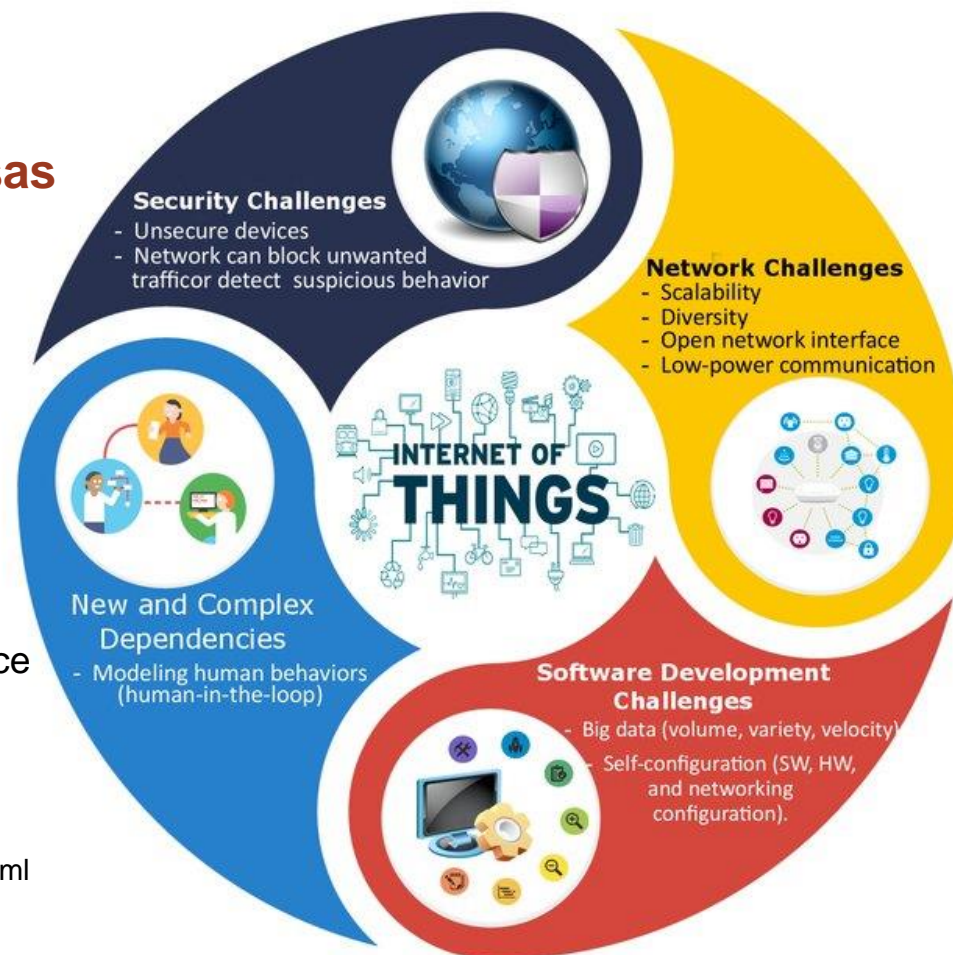 sas
Security Challenges
- Unsecure devices
- Network can block unwanted
trafficor detect suspicious behavior
Network Challenges
- Scalability
- Diversity
- Open network interface
- Low-power communication
INTERNET OF
THINGS
New and Complex
Dependencies
- Modeling human behaviors
(human-in-the-loop)
ce
ml
Software Development
Challenges
- Big data (volume, variety, velocity)
- Self-configuration (SW, HW,
and networking
configuration).